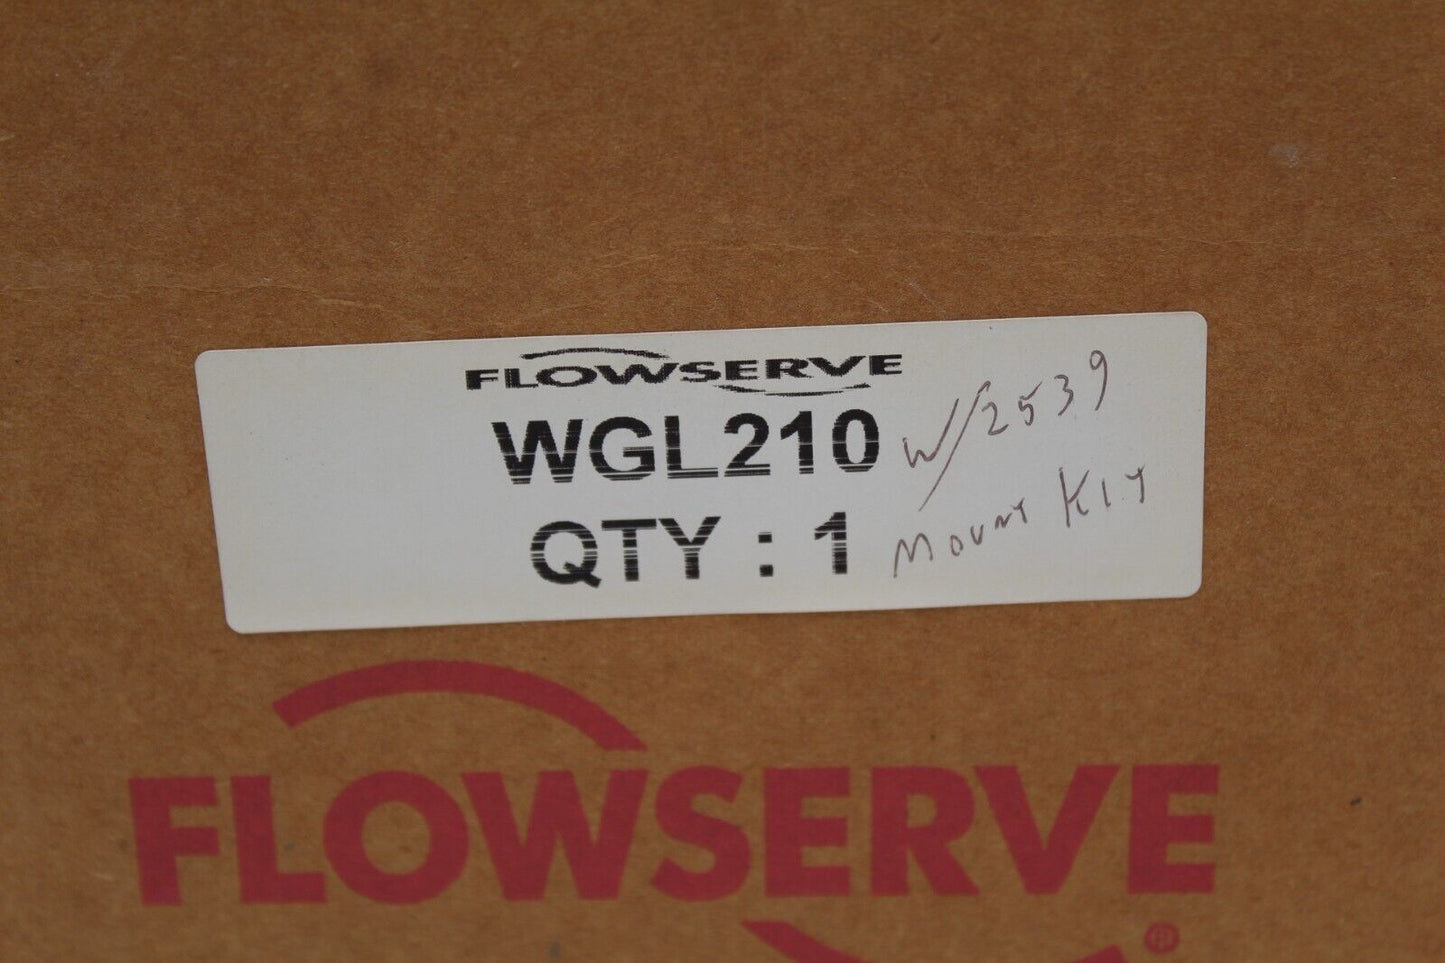 FLOWSERVE
WGL210 W/2539
QTY : 1 MOUNT KIT
FLOWSERVE®